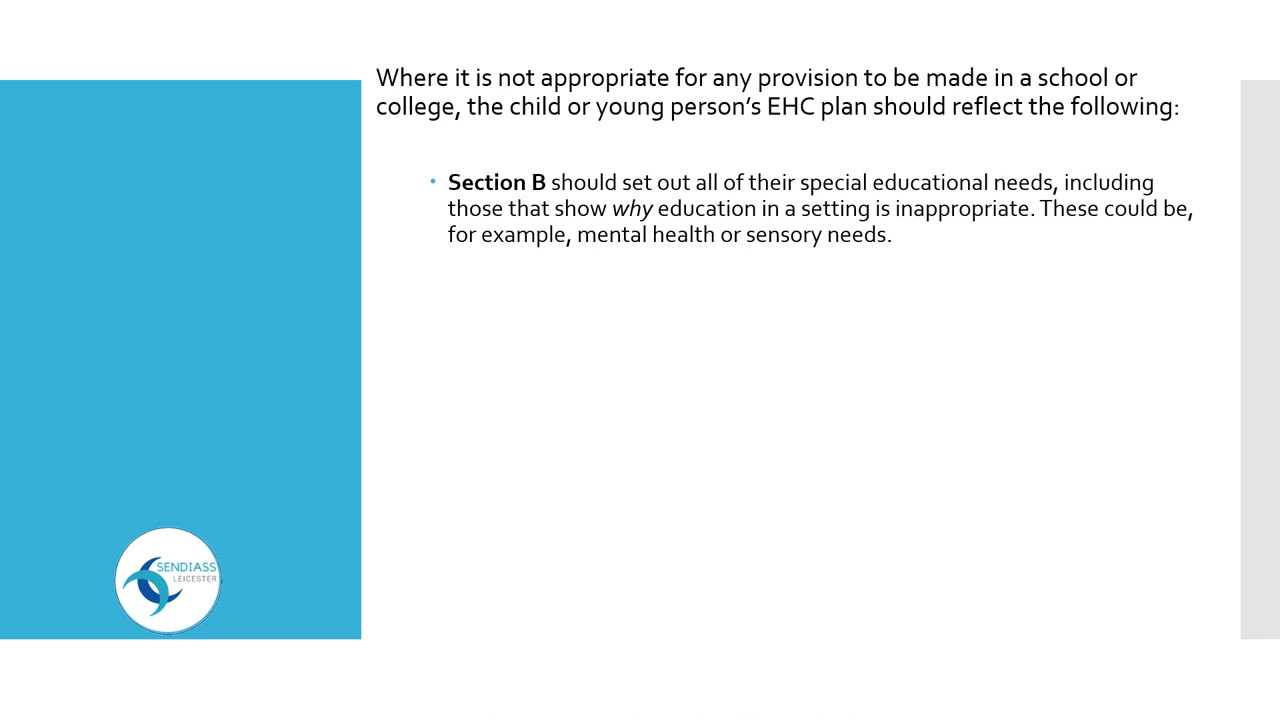 Where it is not appropriate for any provision to be made in a school or
college, the child or young person’s EHC plan should reflect the following:
• Section B should set out all of their special educational needs, including
those that show why education in a setting is inappropriate. These could be,
for example, mental health or sensory needs.
SENDIASS
LEICESTER